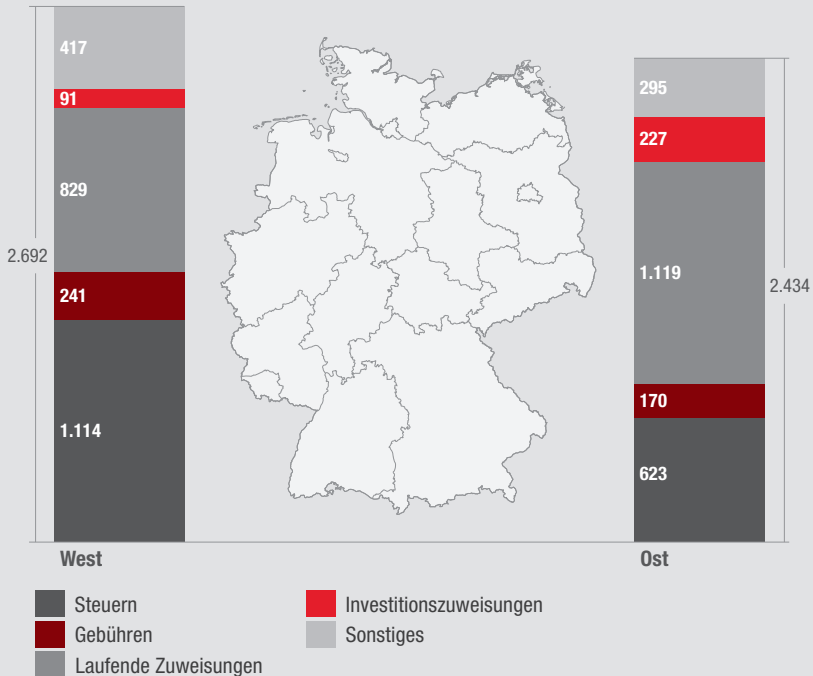 417
91
829
2.692
241
1.114
West
295
227
1.119
2.434
170
623
Ost
Steuern
Gebühren
Laufende Zuweisungen
Investitionszuweisungen
Sonstiges